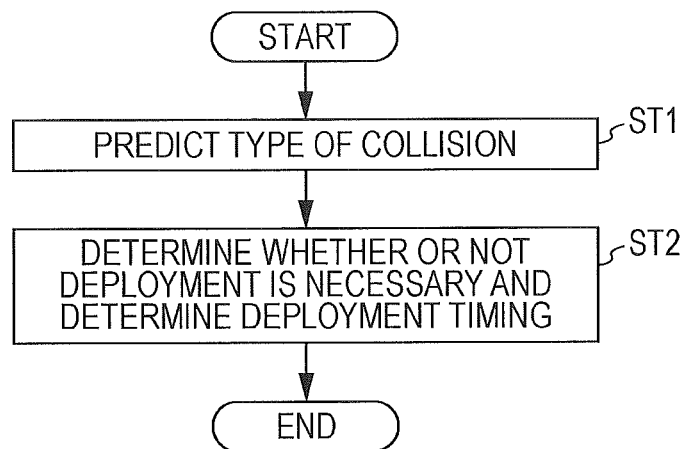 START
PREDICT TYPE OF COLLISION
ST1
DETERMINE WHETHER OR NOT
DEPLOYMENT IS NECESSARY AND
DETERMINE DEPLOYMENT TIMING
ST2
END